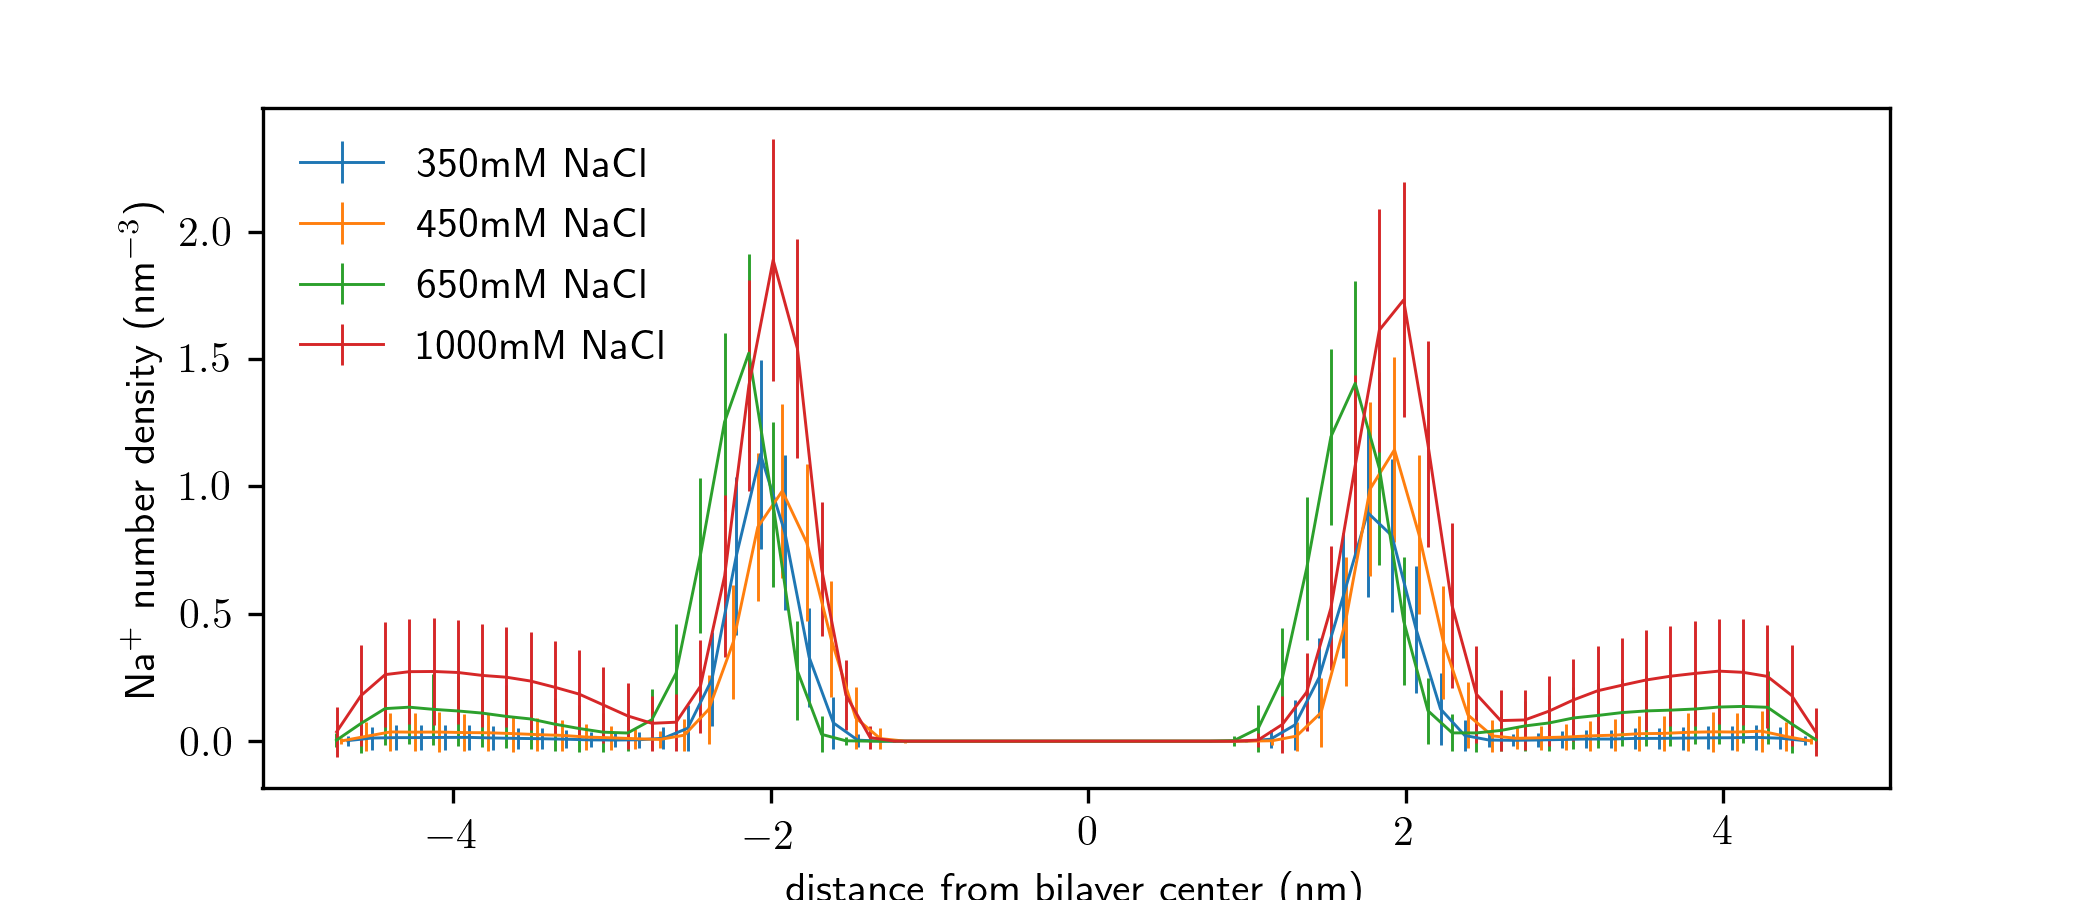 350mM NaCl
450mM NaCl
650mM NaCl
1000mM NaCl
Na⁺ number density (nm⁻³)
2.0
1.5
1.0
0.5
0.0
−4
−2
0
2
4
distance from bilayer center (nm)